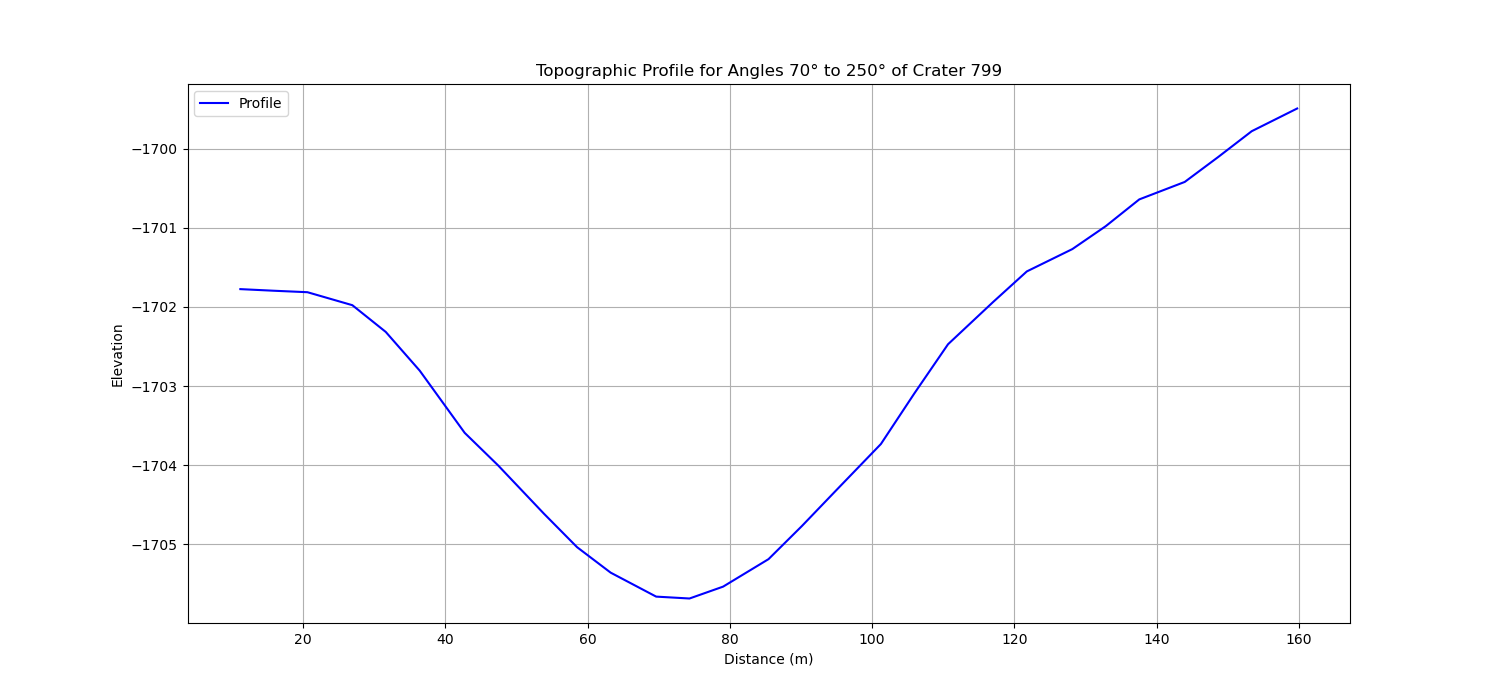 Topographic Profile for Angles 70° to 250° of Crater 799
Profile
−1700
−1701
−1702
−1703
−1704
−1705
Elevation
20 40 60 80 100 120 140 160
Distance (m)